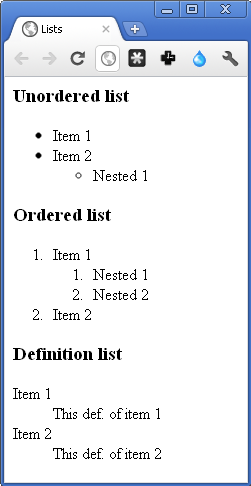 Lists
Unordered list
Item 1
Item 2
Nested 1
Ordered list
1. Item 1
1. Nested 1
2. Nested 2
2. Item 2
Definition list
Item 1
This def. of item 1
Item 2
This def. of item 2